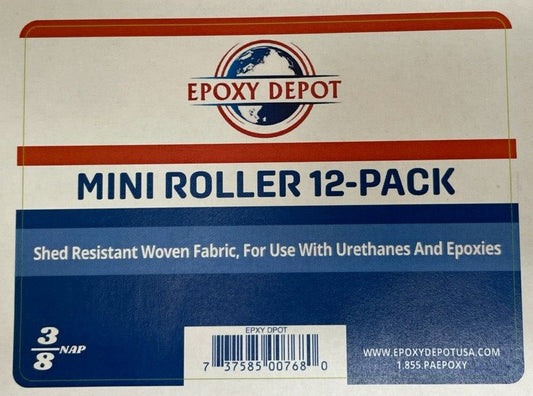 EPOXY DEPOT
MINI ROLLER 12-PACK
Shed Resistant Woven Fabric, For Use With Urethanes And Epoxies
3/8 NAP
EPXY DPOT
7 37585 00768 0
WWW.EPOXYDEPOTUSA.COM
1.855.PAEPOXY